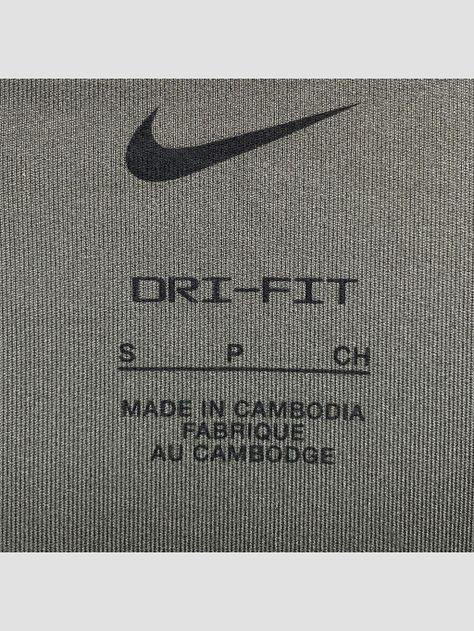 DRI-FIT
S P CH
MADE IN CAMBODIA
FABRIQUE
AU CAMBODGE